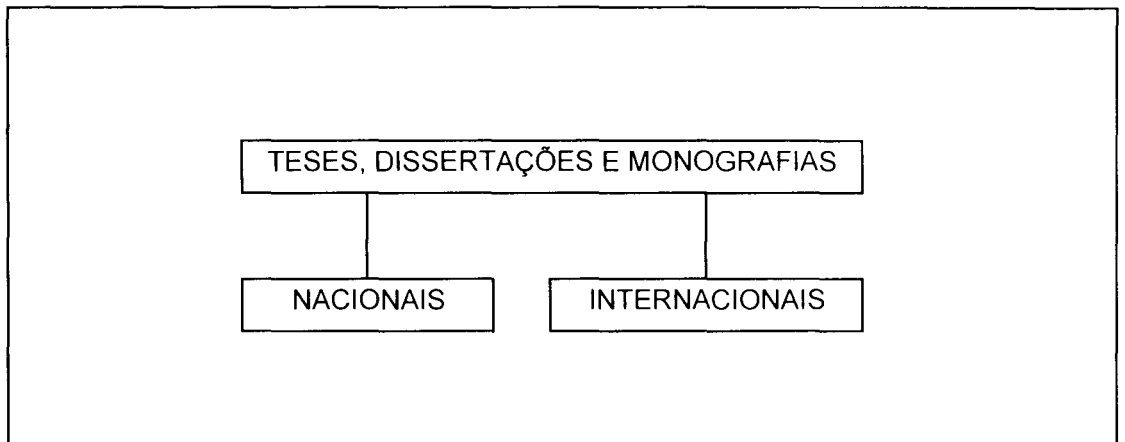 TESES, DISSERTAÇÕES E MONOGRAFIAS
NACIONAIS
INTERNACIONAIS